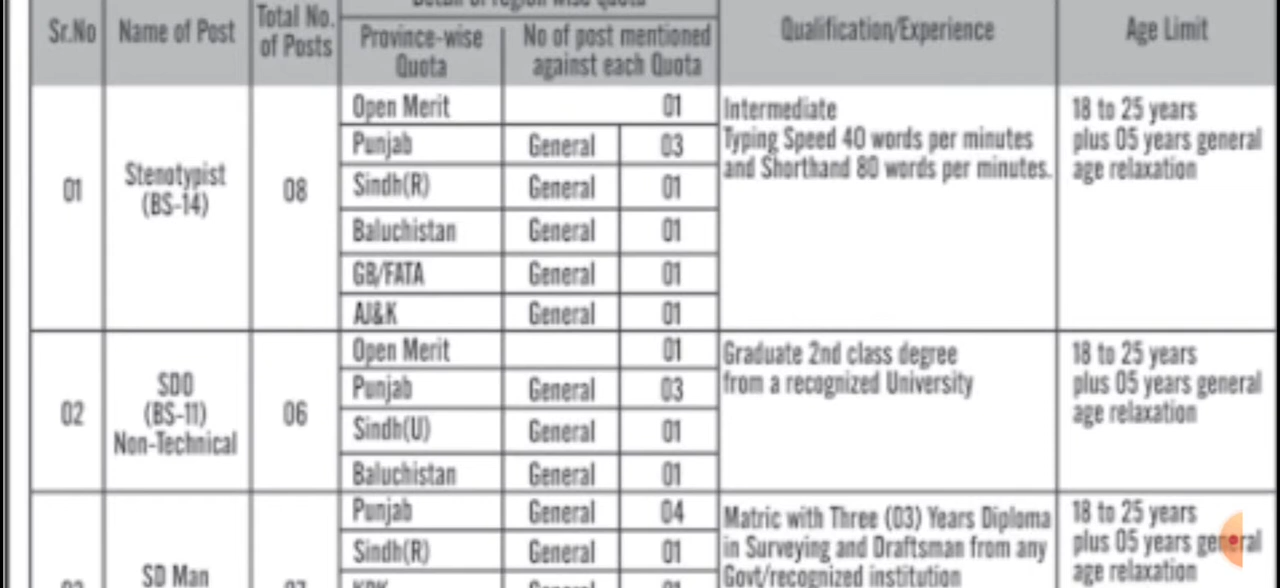 Detail of region wise quota
Sr.No Name of Post Total No. of Posts Province-wise Quota No of post mentioned against each Quota Qualification/Experience Age Limit
01 Stenotypist (BS-14) 08
Open Merit 01
Punjab General 03
Sindh(R) General 01
Baluchistan General 01
GB/FATA General 01
AJ&K General 01
Intermediate
Typing Speed 40 words per minutes
and Shorthand 80 words per minutes.
18 to 25 years
plus 05 years general
age relaxation
02 SDO (BS-11) Non-Technical 06
Open Merit 01
Punjab General 03
Sindh(U) General 01
Baluchistan General 01
Graduate 2nd class degree
from a recognized University
18 to 25 years
plus 05 years general
age relaxation
SD Man
Punjab General 04
Sindh(R) General 01
Matric with Three (03) Years Diploma
in Surveying and Draftsman from any
Govt/recognized institution
18 to 25 years
plus 05 years general
age relaxation